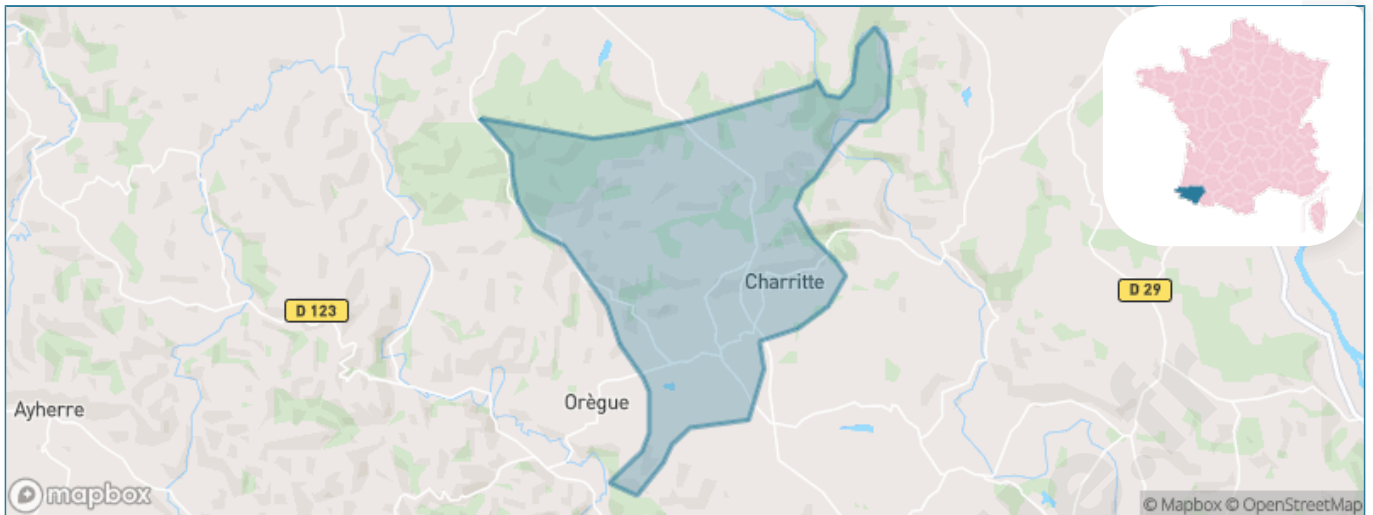 Charritte
D 29
D 123
Orègue
Ayherre
mapbox
© Mapbox © OpenStreetMap